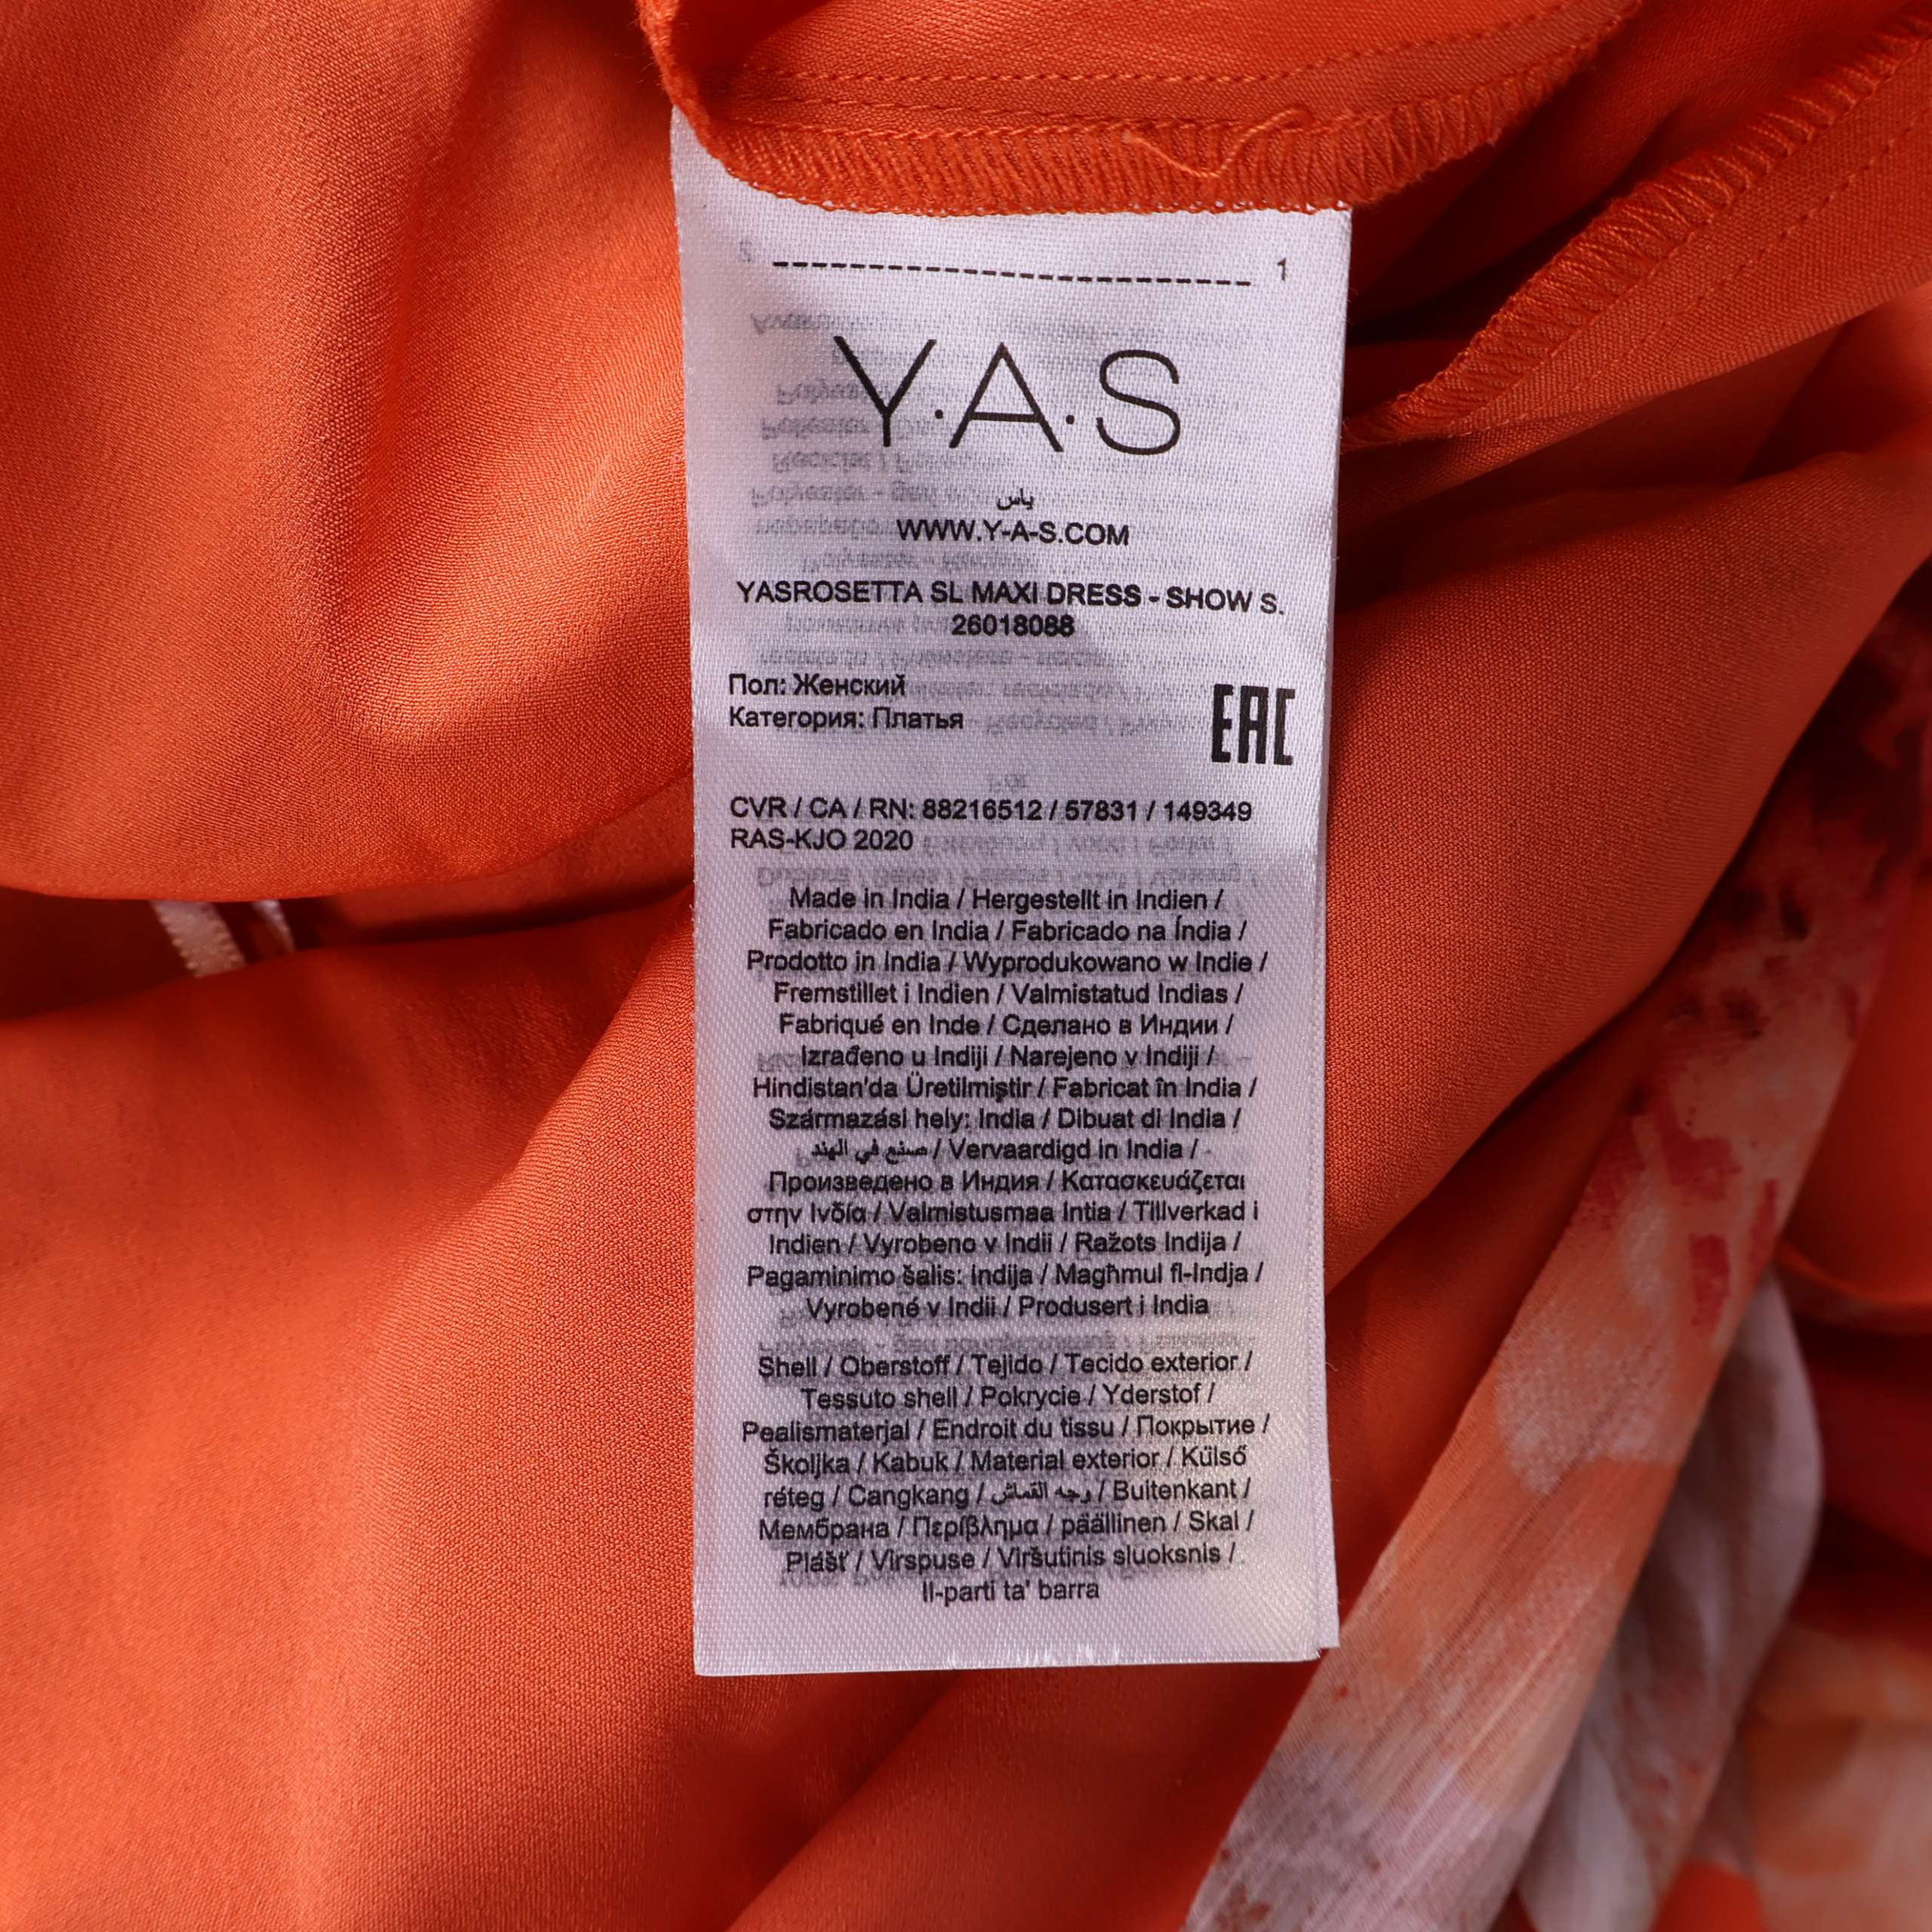 1
Y·A·S
ياس
WWW.Y-A-S.COM
YASROSETTA SL MAXI DRESS - SHOW S.
26018088
Пол: Женский
Категория: Платья
EAC
CVR / CA / RN: 88216512 / 57831 / 149349
RAS-KJO 2020
Made in India / Hergestellt in Indien /
Fabricado en India / Fabricado na Índia /
Prodotto in India / Wyprodukowano w Indie /
Fremstillet i Indien / Valmistatud Indias /
Fabriqué en Inde / Сделано в Индии /
Izrađeno u Indiji / Narejeno v Indiji /
Hindistan'da Üretilmiştir / Fabricat în India /
Származási hely: India / Dibuat di India /
صنع في الهند / Vervaardigd in India /
Произведено в Индия / Κατασκευάζεται
στην Ινδία / Valmistusmaa Intia / Tillverkad i
Indien / Vyrobeno v Indii / Ražots Indija /
Pagaminimo šalis: Indija / Magħmul fl-Indja /
Vyrobené v Indii / Produsert i India
Shell / Oberstoff / Tejido / Tecido exterior /
Tessuto shell / Pokrycie / Yderstof /
Pealismaterjal / Endroit du tissu / Покрытие /
Školjka / Kabuk / Material exterior / Külső
réteg / Cangkang / وجه القماش / Buitenkant /
Мембрана / Περίβλημα / päällinen / Skal /
Plášť / Virspuse / Viršutinis sluoksnis /
Il-parti ta' barra